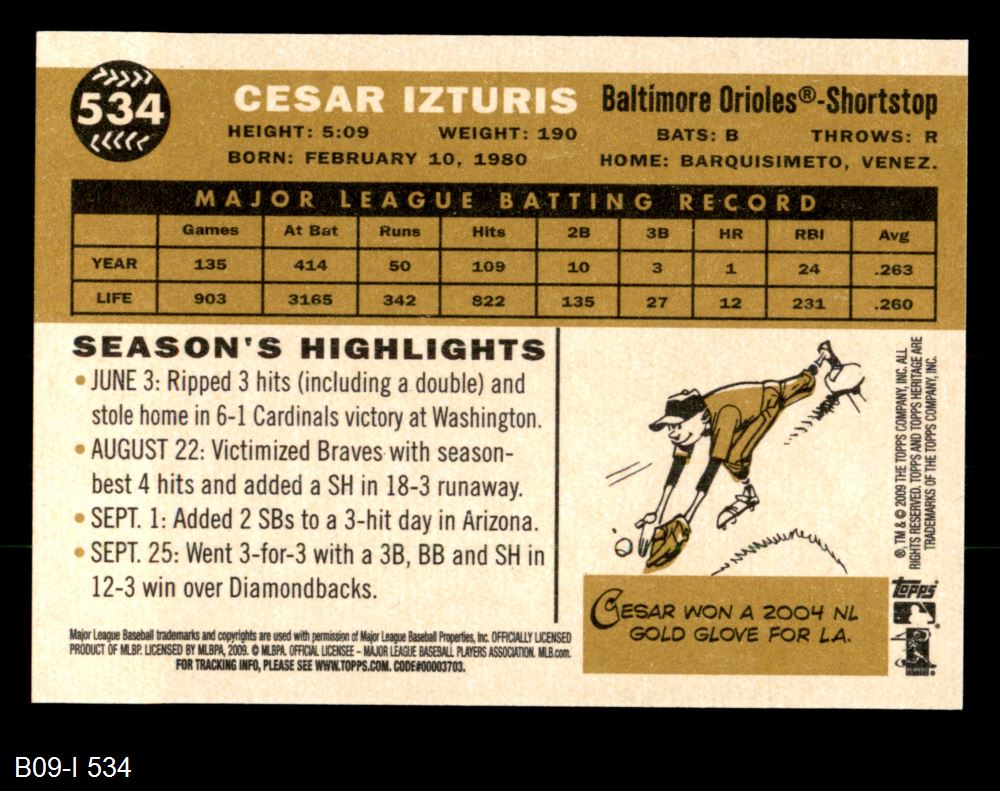 534
CESAR IZTURIS Baltimore Orioles®-Shortstop
HEIGHT: 5:09 WEIGHT: 190 BATS: B THROWS: R
BORN: FEBRUARY 10, 1980 HOME: BARQUISIMETO, VENEZ.
MAJOR LEAGUE BATTING RECORD
Games At Bat Runs Hits 2B 3B HR RBI Avg
YEAR 135 414 50 109 10 3 1 24 .263
LIFE 903 3165 342 822 135 27 12 231 .260
SEASON'S HIGHLIGHTS
• JUNE 3: Ripped 3 hits (including a double) and
stole home in 6-1 Cardinals victory at Washington.
• AUGUST 22: Victimized Braves with season-
best 4 hits and added a SH in 18-3 runaway.
• SEPT. 1: Added 2 SBs to a 3-hit day in Arizona.
• SEPT. 25: Went 3-for-3 with a 3B, BB and SH in
12-3 win over Diamondbacks.
Major League Baseball trademarks and copyrights are used with permission of Major League Baseball Properties, Inc. OFFICIALLY LICENSED
PRODUCT OF MLBP. LICENSED BY MLBPA, 2009. © MLBPA. OFFICIAL LICENSEE – MAJOR LEAGUE BASEBALL PLAYERS ASSOCIATION. MLB.com.
FOR TRACKING INFO, PLEASE SEE WWW.TOPPS.COM. CODE#00003703.
CESAR WON A 2004 NL
GOLD GLOVE FOR LA.
®, TM & © 2009 THE TOPPS COMPANY, INC. ALL
RIGHTS RESERVED. TOPPS AND TOPPS HERITAGE ARE
TRADEMARKS OF THE TOPPS COMPANY, INC.
topps
B09-I 534